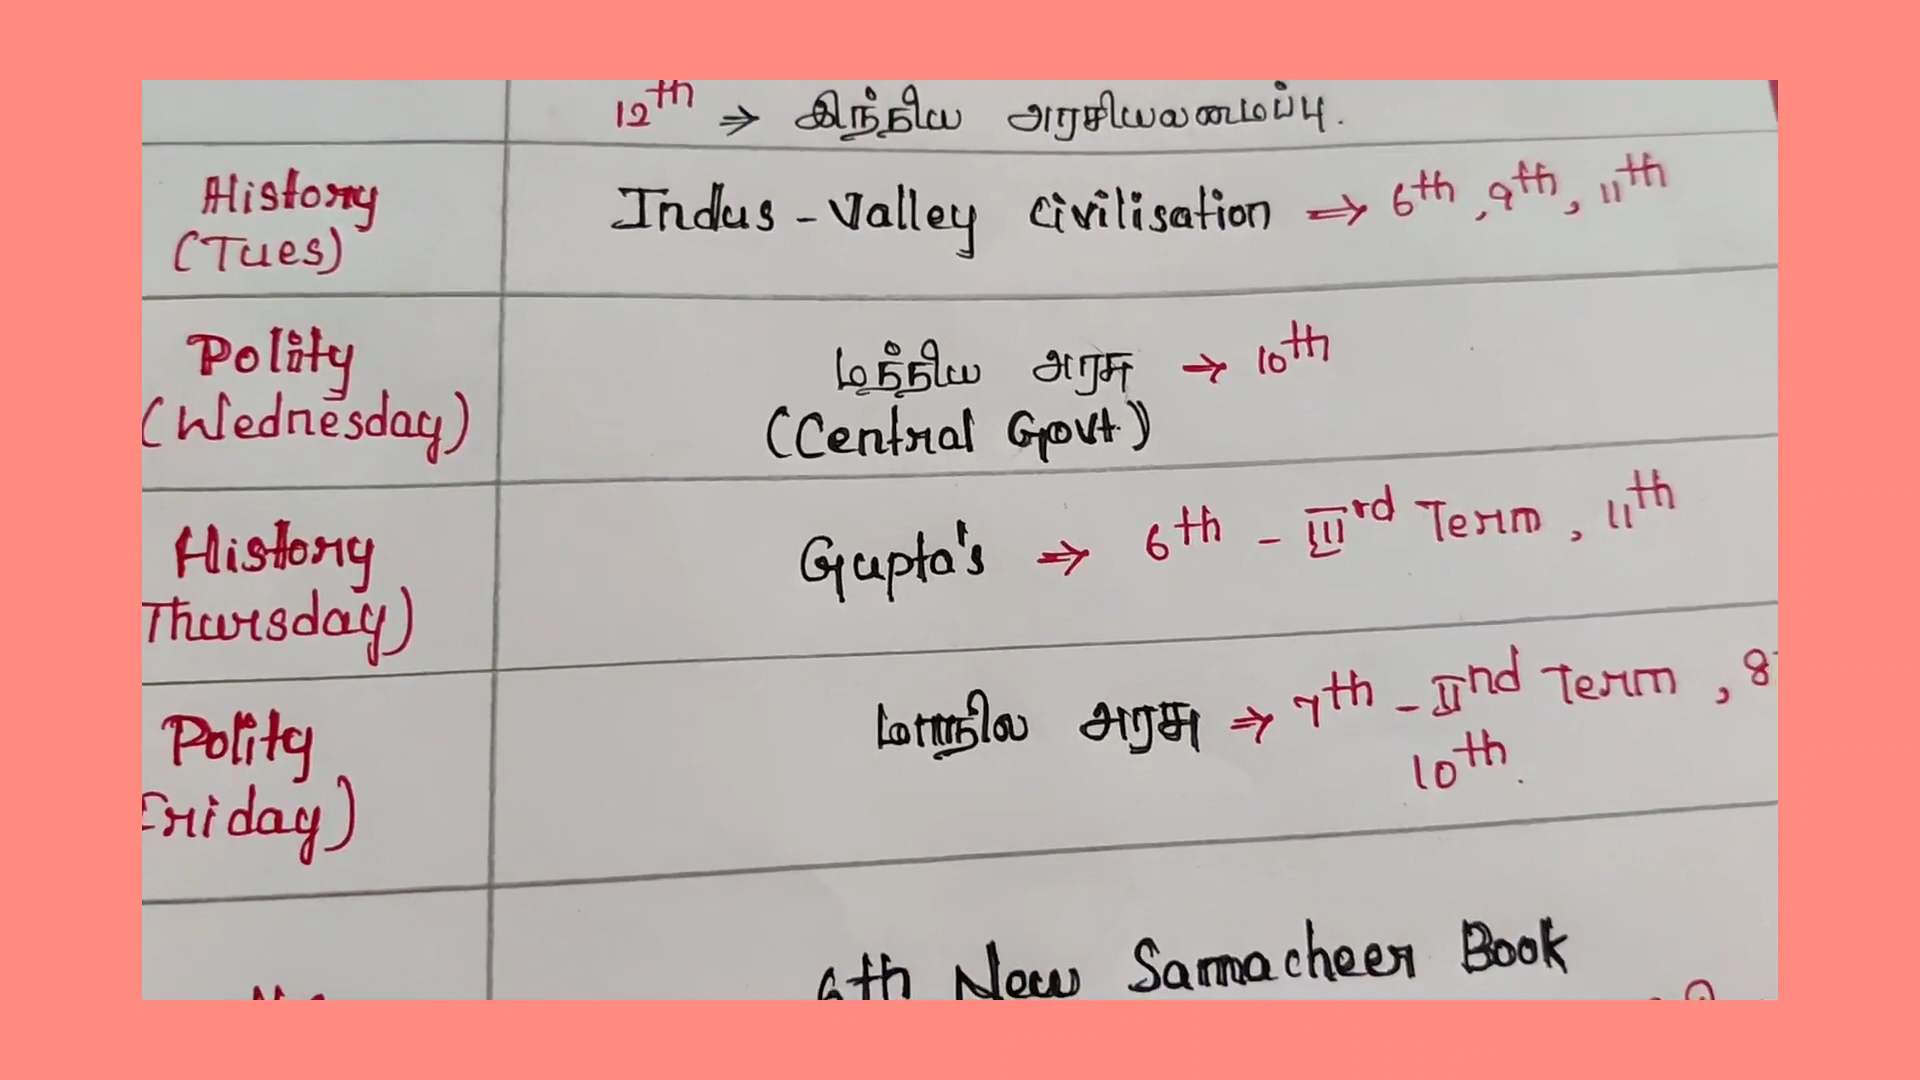 12th ⇒ இந்திய அரசியலமைப்பு.
History
(Tues)
Indus - Valley Civilisation ⇒ 6th, 9th, 11th
Polity
(Wednesday)
மத்திய அரசு ⇒ 10th
(Central Govt)
History
Thursday)
Gupta's ⇒ 6th - IIIrd Term, 11th
Polity
Friday)
மாநில அரசு ⇒ 7th - IInd Term, 8
10th.
6th New Samacheer Book